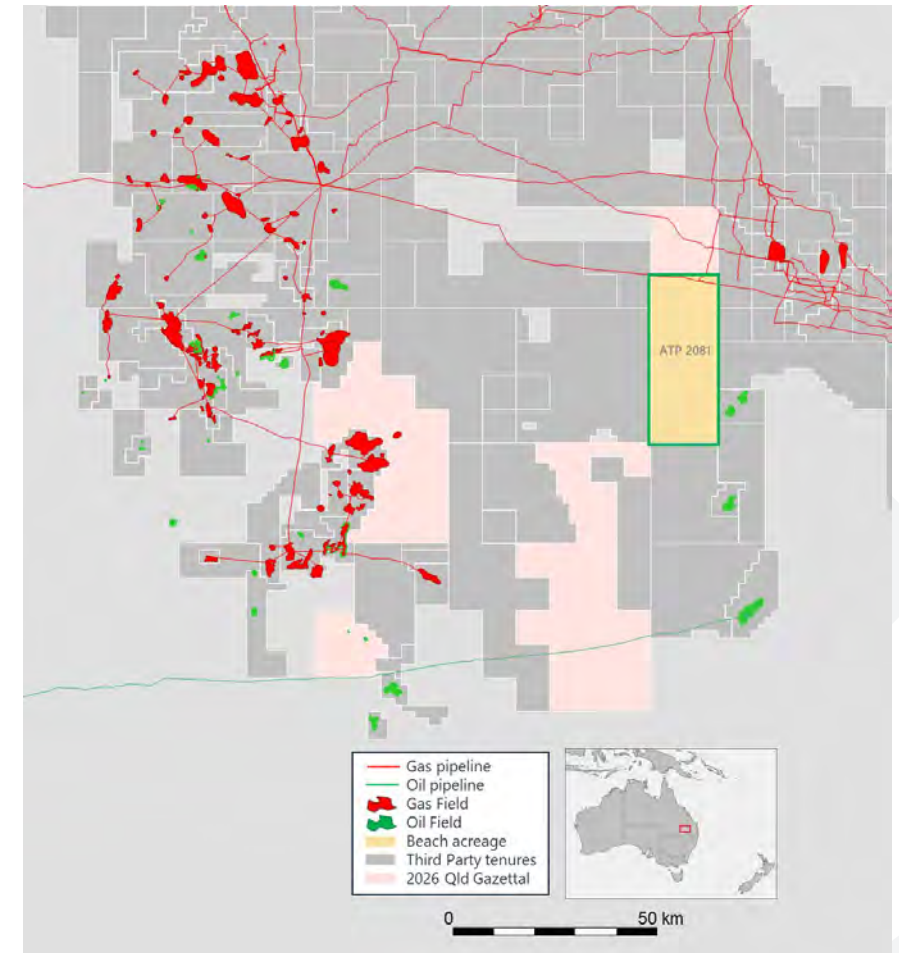 ATP 2081
Gas pipeline
Oil pipeline
Gas Field
Oil Field
Beach acreage
Third Party tenures
2026 Qld Gazettal
0 50 km